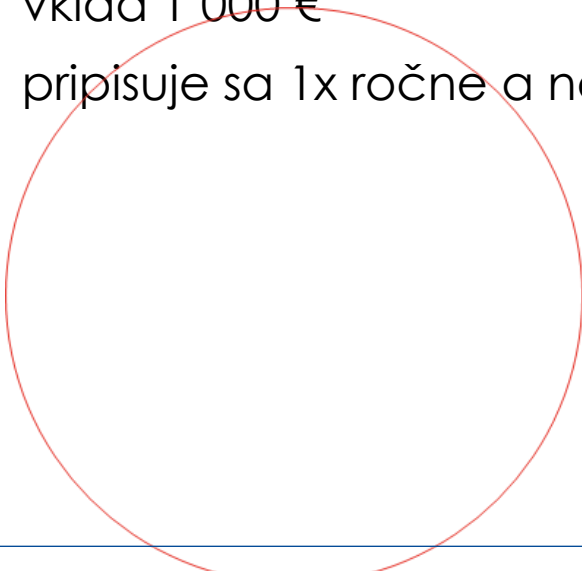 vklad 1 000 €
pripisuje sa 1x ročne a